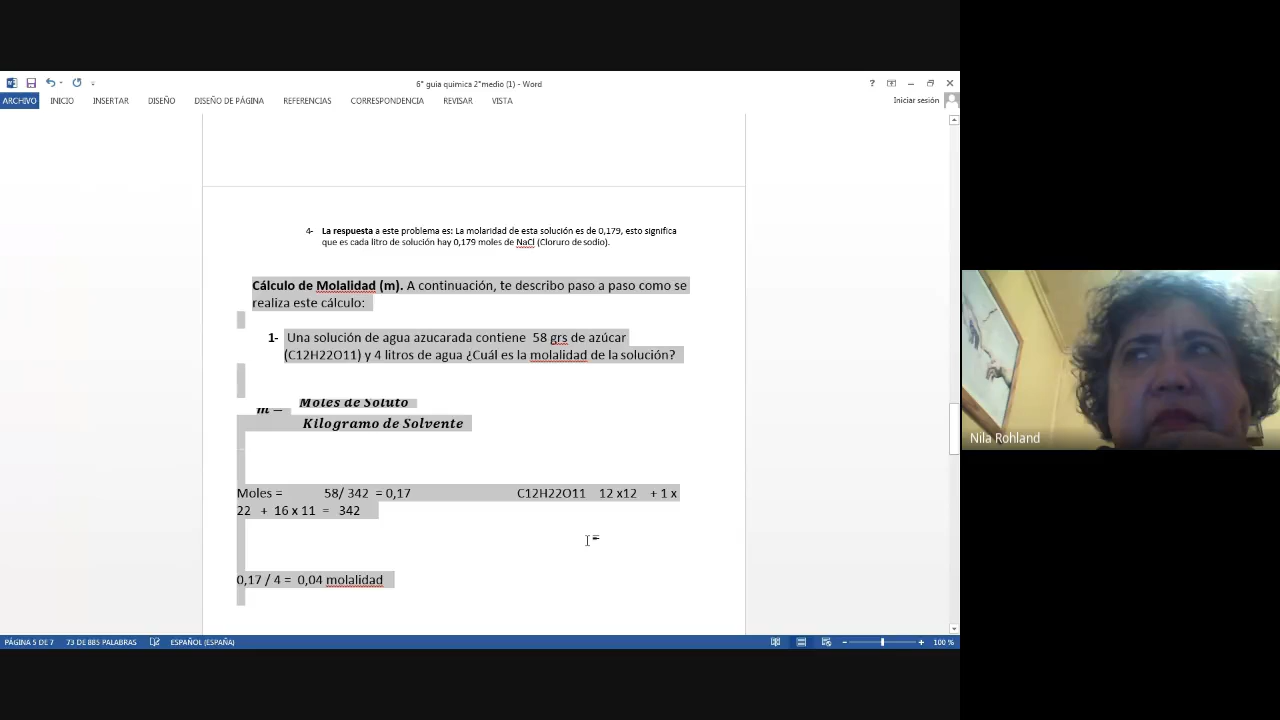 6° guia quimica 2°medio (1) - Word
ARCHIVO INICIO INSERTAR DISEÑO DISEÑO DE PÁGINA REFERENCIAS CORRESPONDENCIA REVISAR VISTA Iniciar sesión
4- La respuesta a este problema es: La molaridad de esta solución es de 0,179, esto significa
que es cada litro de solución hay 0,179 moles de NaCl (Cloruro de sodio).
Cálculo de Molalidad (m). A continuación, te describo paso a paso como se
realiza este cálculo:
1- Una solución de agua azucarada contiene 58 grs de azúcar
(C12H22O11) y 4 litros de agua ¿Cuál es la molalidad de la solución?
m = Moles de Soluto
Kilogramo de Solvente
Moles = 58/ 342 = 0,17 C12H22O11 12 x12 + 1 x
22 + 16 x 11 = 342
0,17 / 4 = 0,04 molalidad
PÁGINA 5 DE 7 73 DE 885 PALABRAS ESPAÑOL (ESPAÑA) 100 %
Nila Rohland